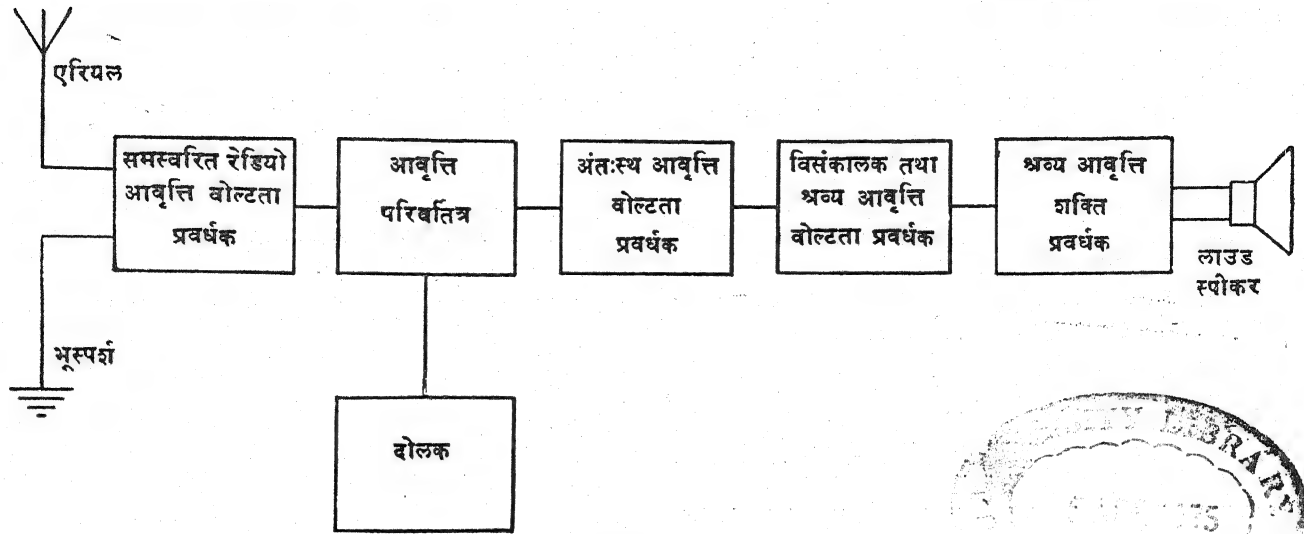 एरियल
समस्वरित रेडियो
आवृत्ति वोल्टता
प्रवर्धक
आवृत्ति
परिवर्तित्र
अंतःस्थ आवृत्ति
वोल्टता
प्रवर्धक
विसंकालक तथा
श्रव्य आवृत्ति
वोल्टता प्रवर्धक
श्रव्य आवृत्ति
शक्ति
प्रवर्धक
लाउड
स्पीकर
भूस्पर्श
दोलक
LIBRARY